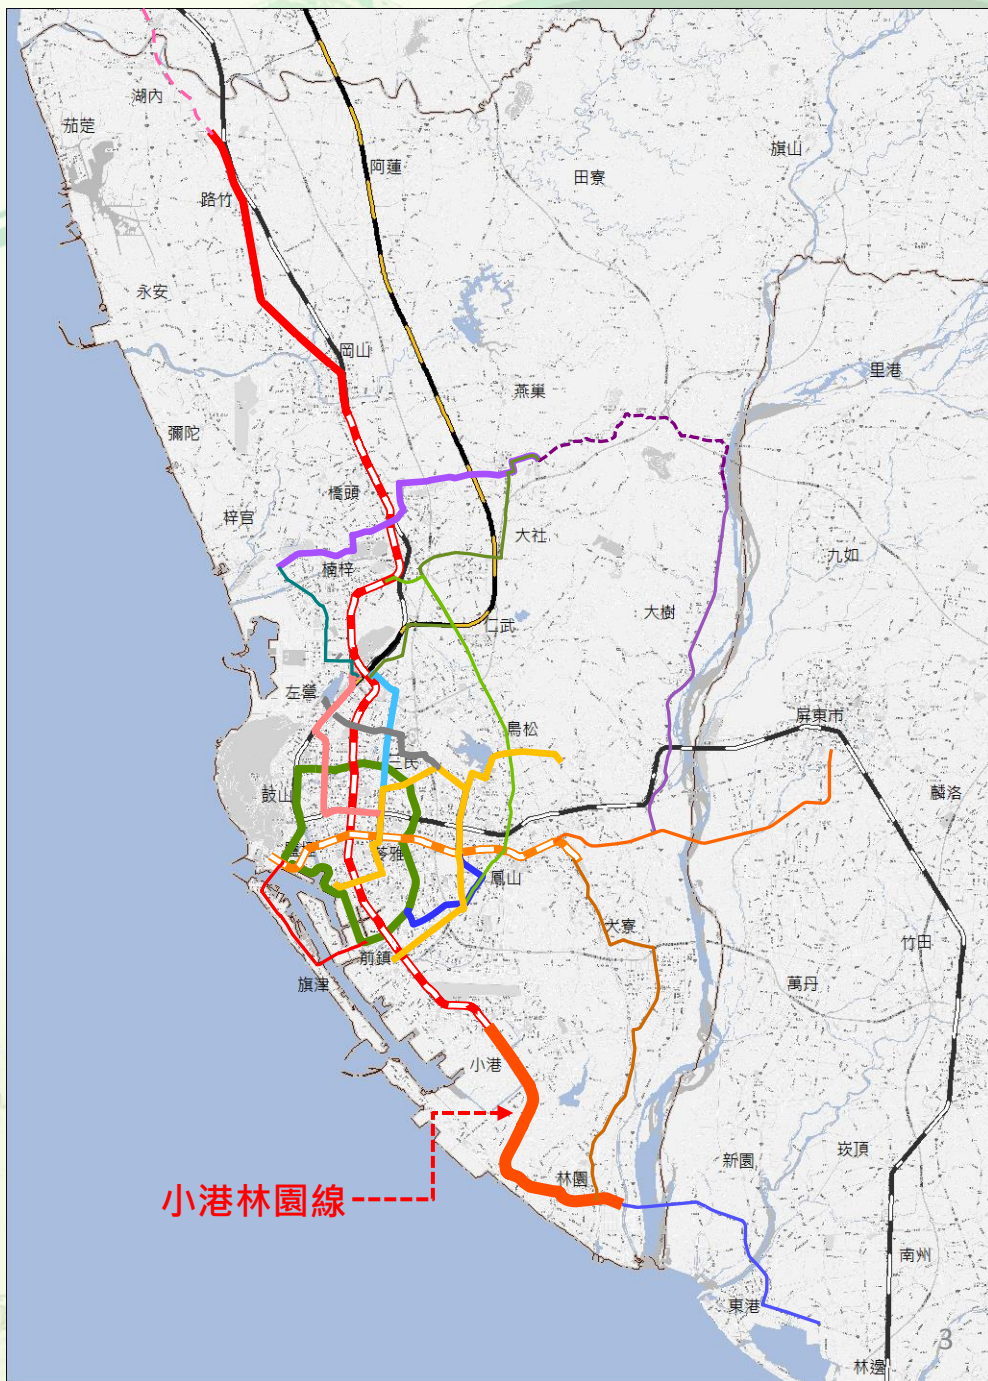 湖內
茄萣
旗山
阿蓮
田寮
路竹
永安
岡山
里港
燕巢
彌陀
橋頭
梓官
大社
九如
楠梓
大樹
仁武
左營
屏東市
鳥松
三民
鼓山
麟洛
苓雅
鳳山
大寮
竹田
前鎮
旗津
萬丹
小港
崁頂
新園
林園
小港林園線
南州
東港
3
林邊